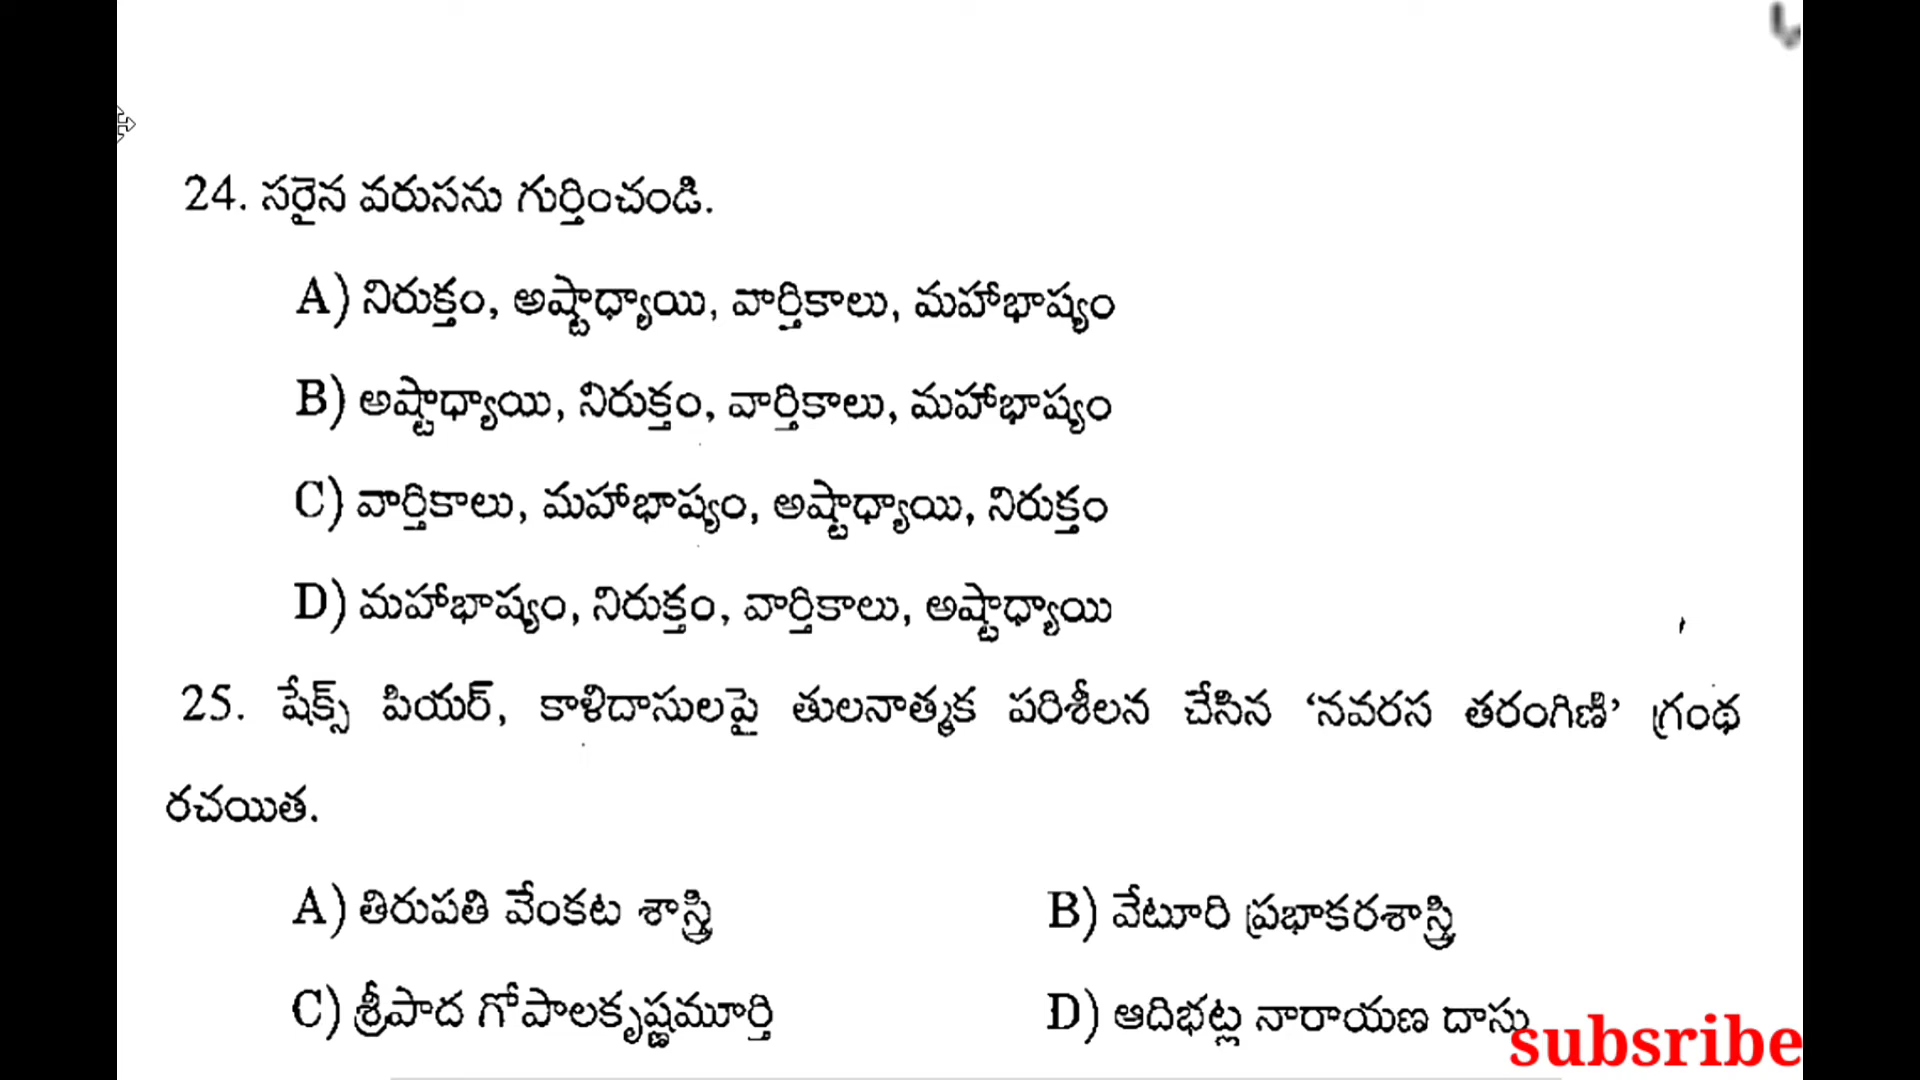 24. సరైన వరుసను గుర్తించండి.
A) నిరుక్తం, అష్టాధ్యాయి, వార్తికాలు, మహాభాష్యం
B) అష్టాధ్యాయి, నిరుక్తం, వార్తికాలు, మహాభాష్యం
C) వార్తికాలు, మహాభాష్యం, అష్టాధ్యాయి, నిరుక్తం
D) మహాభాష్యం, నిరుక్తం, వార్తికాలు, అష్టాధ్యాయి
25. షేక్స్ పియర్, కాళిదాసులపై తులనాత్మక పరిశీలన చేసిన ‘నవరస తరంగిణి’ గ్రంథ
రచయిత.
A) తిరుపతి వేంకట శాస్త్రి B) వేటూరి ప్రభాకరశాస్త్రి
C) శ్రీపాద గోపాలకృష్ణమూర్తి D) ఆదిభట్ల నారాయణ దాసు
subsribe